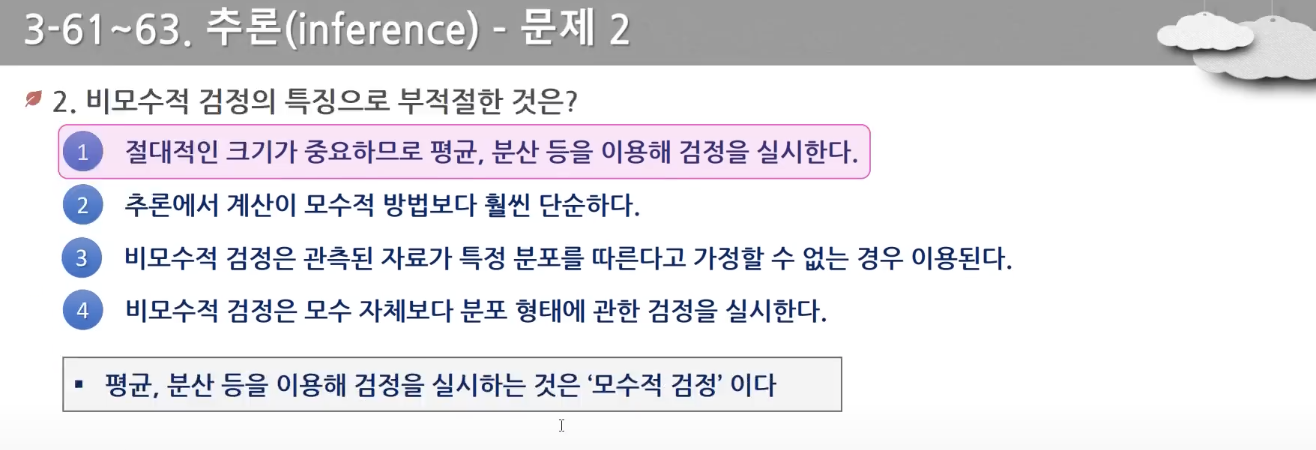 3-61~63. 추론(inference) - 문제 2
2. 비모수적 검정의 특징으로 부적절한 것은?
1 절대적인 크기가 중요하므로 평균, 분산 등을 이용해 검정을 실시한다.
2 추론에서 계산이 모수적 방법보다 훨씬 단순하다.
3 비모수적 검정은 관측된 자료가 특정 분포를 따른다고 가정할 수 없는 경우 이용된다.
4 비모수적 검정은 모수 자체보다 분포 형태에 관한 검정을 실시한다.
▪ 평균, 분산 등을 이용해 검정을 실시하는 것은 ‘모수적 검정’ 이다